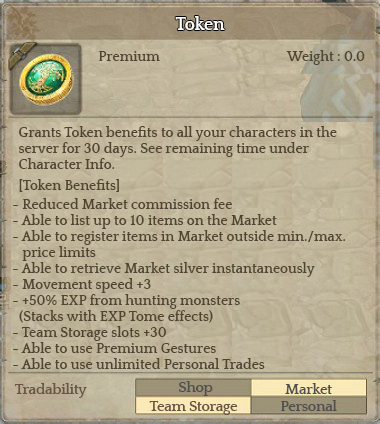 Token
Premium
Weight : 0.0
Grants Token benefits to all your characters in the
server for 30 days. See remaining time under
Character Info.
[Token Benefits]
- Reduced Market commission fee
- Able to list up to 10 items on the Market
- Able to register items in Market outside min./max.
price limits
- Able to retrieve Market silver instantaneously
- Movement speed +3
- +50% EXP from hunting monsters
(Stacks with EXP Tome effects)
- Team Storage slots +30
- Able to use Premium Gestures
- Able to use unlimited Personal Trades
Tradability
Shop
Market
Team Storage
Personal